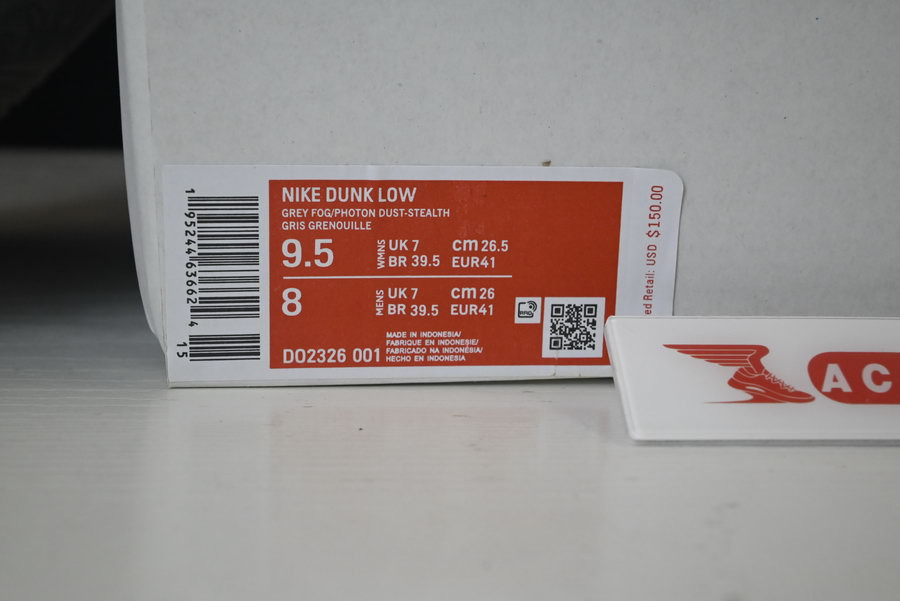 1 95244 63662 4
15
NIKE DUNK LOW
GREY FOG/PHOTON DUST-STEALTH
GRIS GRENOUILLE
9.5 WMNS UK 7 cm 26.5
BR 39.5 EUR41
8 MENS UK 7 cm 26
BR 39.5 EUR41
RFID
MADE IN INDONESIA/
FABRIQUE EN INDONESIE/
FABRICADO NA INDONÉSIA/
HECHO EN INDONESIA
DO2326 001
ed Retail: USD $150.00
AC